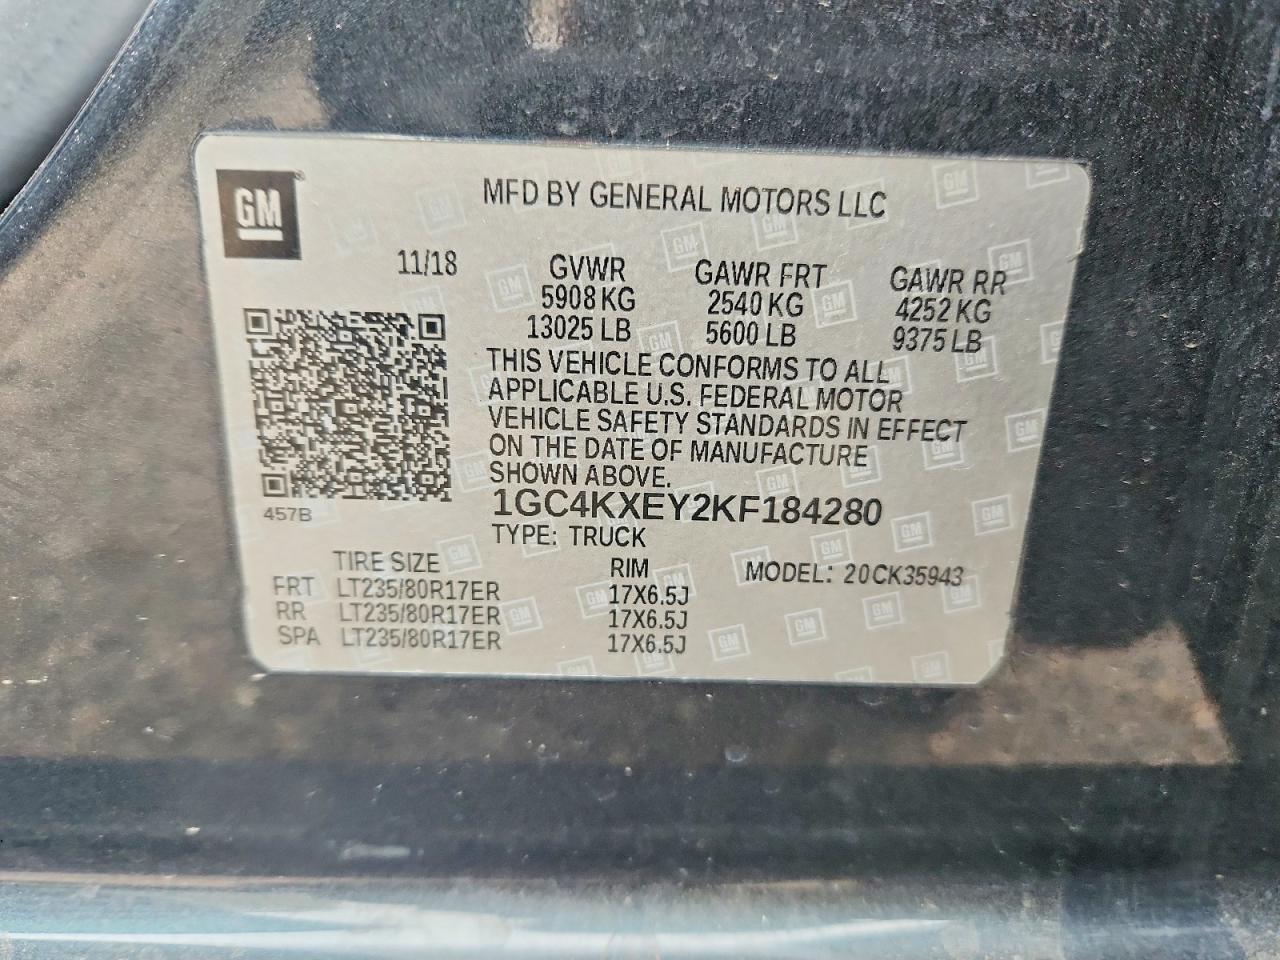 GM
MFD BY GENERAL MOTORS LLC
11/18 GVWR GAWR FRT GAWR RR
5908 KG 2540 KG 4252 KG
13025 LB 5600 LB 9375 LB
THIS VEHICLE CONFORMS TO ALL
APPLICABLE U.S. FEDERAL MOTOR
VEHICLE SAFETY STANDARDS IN EFFECT
ON THE DATE OF MANUFACTURE
SHOWN ABOVE.
1GC4KXEY2KF184280
457B
TYPE: TRUCK
TIRE SIZE RIM MODEL: 20CK35943
FRT LT235/80R17ER 17X6.5J
RR LT235/80R17ER 17X6.5J
SPA LT235/80R17ER 17X6.5J